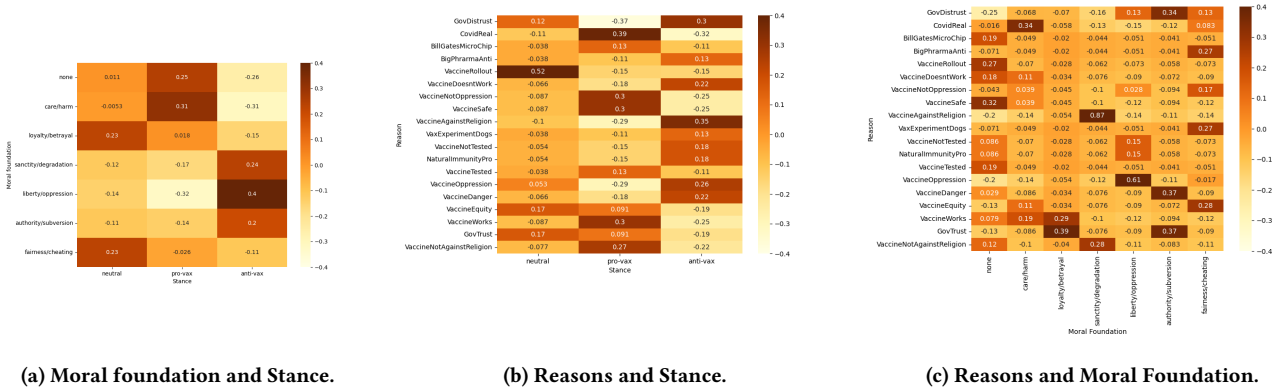 none 0.011 0.25 -0.26
care/harm -0.0053 0.31 -0.31
loyalty/betrayal 0.23 0.018 -0.15
sanctity/degradation -0.12 -0.17 0.24
liberty/oppression -0.14 -0.32 0.4
authority/subversion -0.11 -0.14 0.2
fairness/cheating 0.23 -0.026 -0.11
neutral pro-vax anti-vax
Stance
Moral foundation
0.4
0.3
0.2
0.1
0.0
−0.1
−0.2
−0.3
−0.4
(a) Moral foundation and Stance.
GovDistrust 0.12 -0.37 0.3
CovidReal -0.11 0.39 -0.32
BillGatesMicroChip -0.038 0.13 -0.11
BigPharmaAnti -0.038 -0.11 0.13
VaccineRollout 0.52 -0.15 -0.15
VaccineDoesntWork -0.066 -0.18 0.22
VaccineNotOppression -0.087 0.3 -0.25
VaccineSafe -0.087 0.3 -0.25
VaccineAgainstReligion -0.1 -0.29 0.35
VaxExperimentDogs -0.038 -0.11 0.13
VaccineNotTested -0.054 -0.15 0.18
NaturalImmunityPro -0.054 -0.15 0.18
VaccineTested -0.038 0.13 -0.11
VaccineOppression 0.053 -0.29 0.26
VaccineDanger -0.066 -0.18 0.22
VaccineEquity 0.17 0.091 -0.19
VaccineWorks -0.087 0.3 -0.25
GovTrust 0.17 0.091 -0.19
VaccineNotAgainstReligion -0.077 0.27 -0.22
neutral pro-vax anti-vax
Stance
Reason
0.4
0.3
0.2
0.1
0.0
−0.1
−0.2
−0.3
−0.4
(b) Reasons and Stance.
GovDistrust -0.25 -0.068 -0.07 -0.16 0.13 0.34 0.13
CovidReal -0.016 0.34 -0.058 -0.13 -0.15 -0.12 0.083
BillGatesMicroChip 0.19 -0.049 -0.02 -0.044 -0.051 -0.041 -0.051
BigPharmaAnti -0.071 -0.049 -0.02 -0.044 -0.051 -0.041 0.27
VaccineRollout 0.27 -0.07 -0.028 -0.062 -0.073 -0.058 -0.073
VaccineDoesntWork 0.18 0.11 -0.034 -0.076 -0.09 -0.072 -0.09
VaccineNotOppression -0.043 0.039 -0.045 -0.1 0.028 -0.094 0.17
VaccineSafe 0.32 0.039 -0.045 -0.1 -0.12 -0.094 -0.12
VaccineAgainstReligion -0.2 -0.14 -0.054 0.87 -0.14 -0.11 -0.14
VaxExperimentDogs -0.071 -0.049 -0.02 -0.044 -0.051 -0.041 0.27
VaccineNotTested 0.086 -0.07 -0.028 -0.062 0.15 -0.058 -0.073
NaturalImmunityPro 0.086 -0.07 -0.028 -0.062 0.15 -0.058 -0.073
VaccineTested 0.19 -0.049 -0.02 -0.044 -0.051 -0.041 -0.051
VaccineOppression -0.2 -0.14 -0.054 -0.12 0.61 -0.11 -0.017
VaccineDanger 0.029 -0.086 -0.034 -0.076 -0.09 0.37 -0.09
VaccineEquity -0.13 0.11 -0.034 -0.076 -0.09 -0.072 0.28
VaccineWorks 0.079 0.19 0.29 -0.1 -0.12 -0.094 -0.12
GovTrust -0.13 -0.086 0.39 -0.076 -0.09 0.37 -0.09
VaccineNotAgainstReligion 0.12 -0.1 -0.04 0.28 -0.11 -0.083 -0.11
none care/harm loyalty/betrayal sanctity/degradation liberty/oppression authority/subversion fairness/cheating
Moral Foundation
Reason
0.4
0.3
0.2
0.1
0.0
−0.1
−0.2
−0.3
−0.4
(c) Reasons and Moral Foundation.